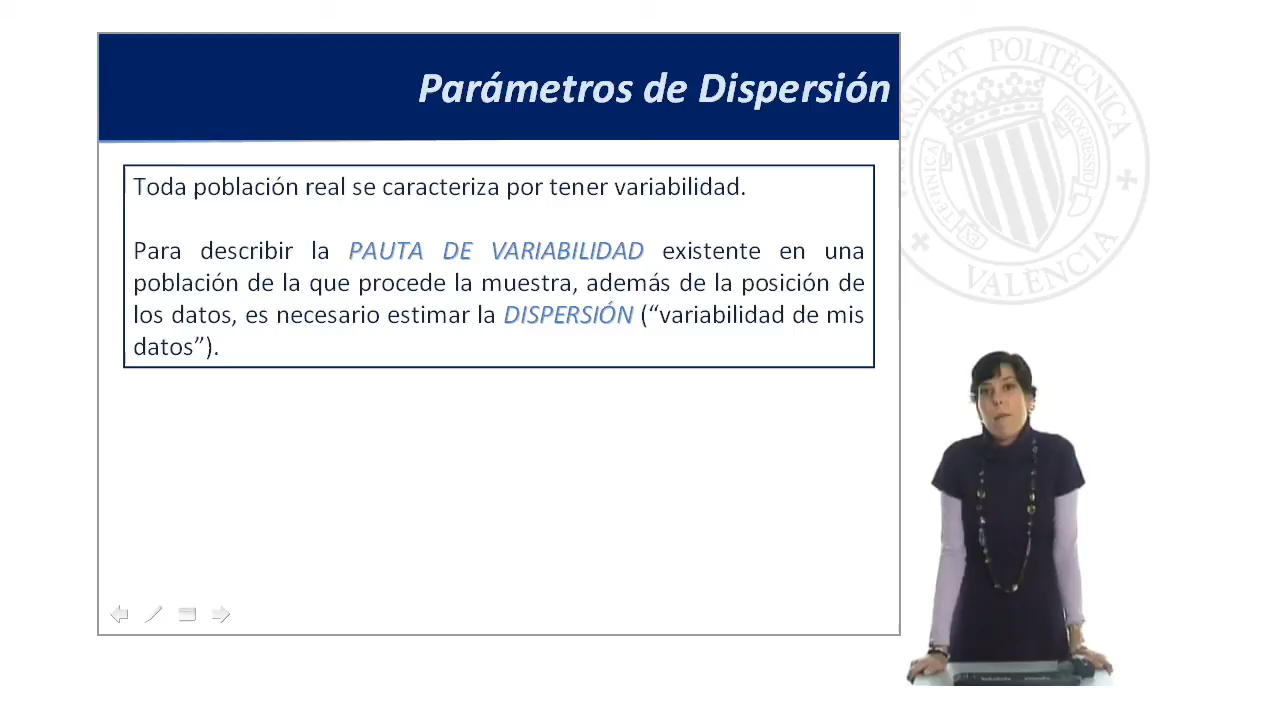 Parámetros de Dispersión
Toda población real se caracteriza por tener variabilidad.
Para describir la PAUTA DE VARIABILIDAD existente en una
población de la que procede la muestra, además de la posición de
los datos, es necesario estimar la DISPERSIÓN (“variabilidad de mis
datos”).
POLITÈCNICA
VALÈNCIA